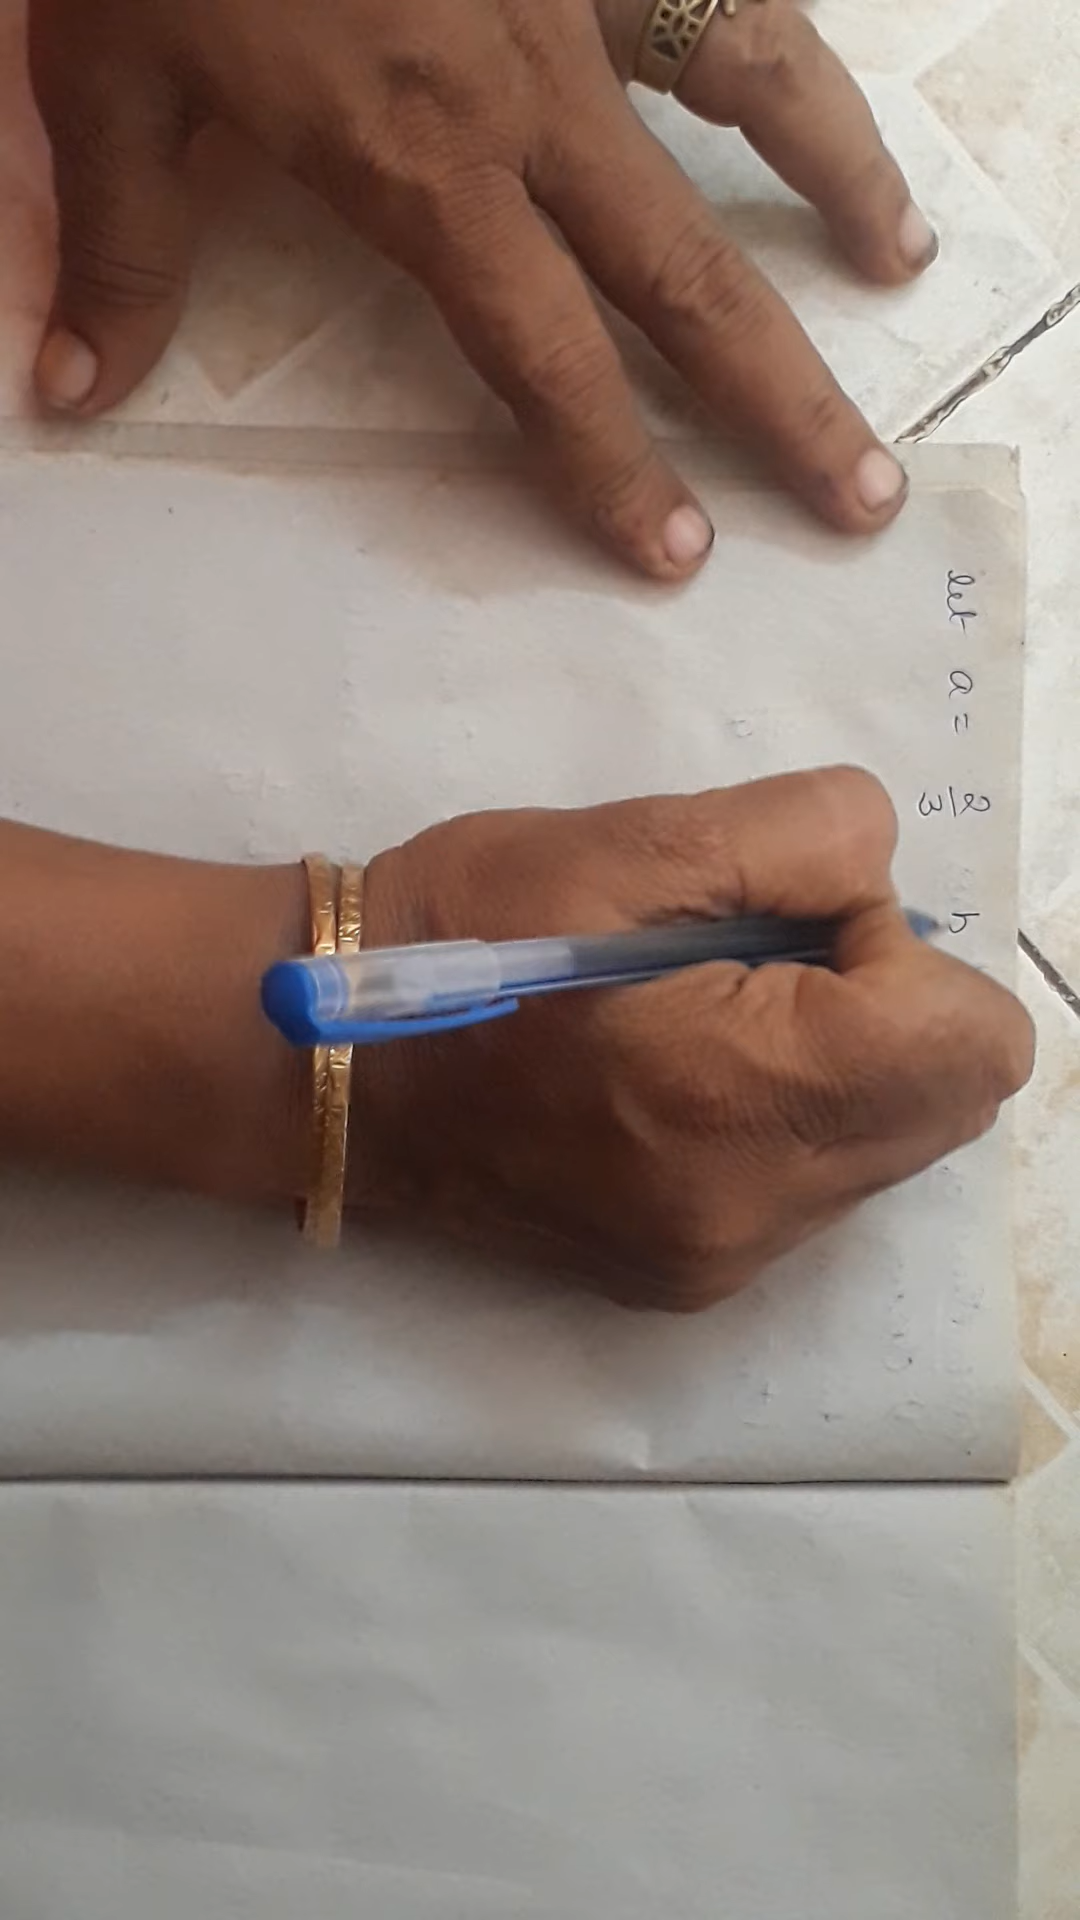 let a = 2/3 b